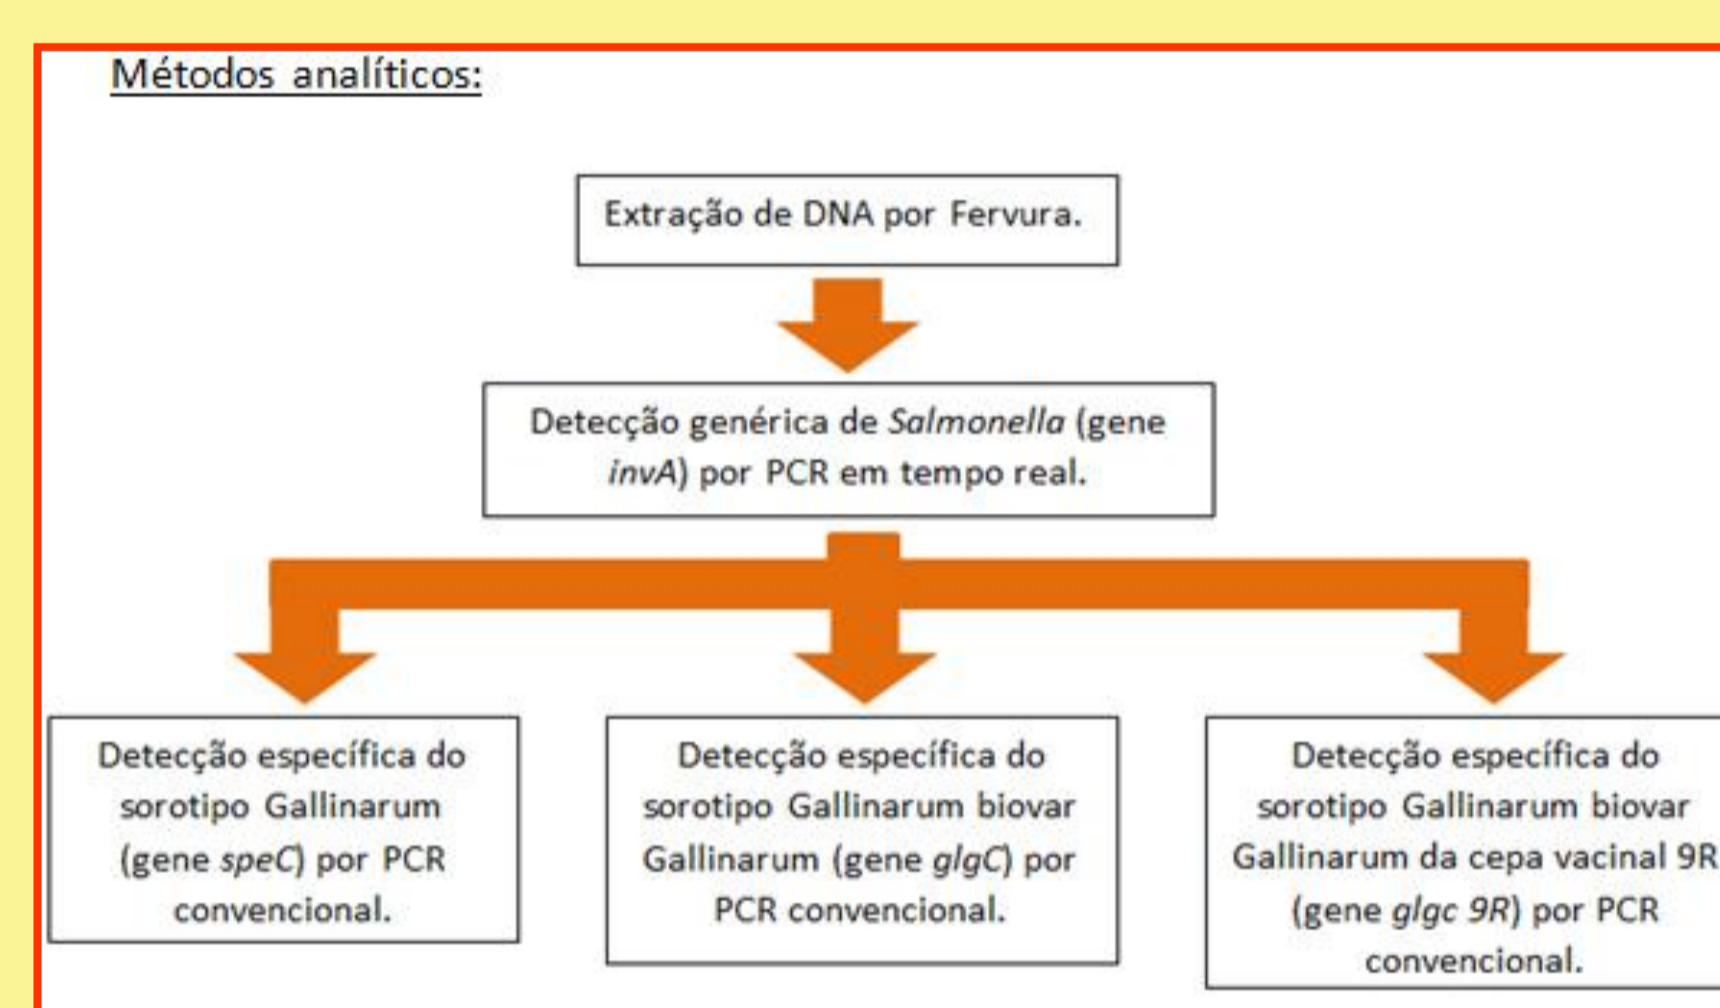 Métodos analíticos:
Extração de DNA por Fervura.
Detecção genérica de Salmonella (gene
invA) por PCR em tempo real.
Detecção específica do
sorotipo Gallinarum
(gene speC) por PCR
convencional.
Detecção específica do
sorotipo Gallinarum biovar
Gallinarum (gene glgC) por
PCR convencional.
Detecção específica do
sorotipo Gallinarum biovar
Gallinarum da cepa vacinal 9R
(gene glgc 9R) por PCR
convencional.